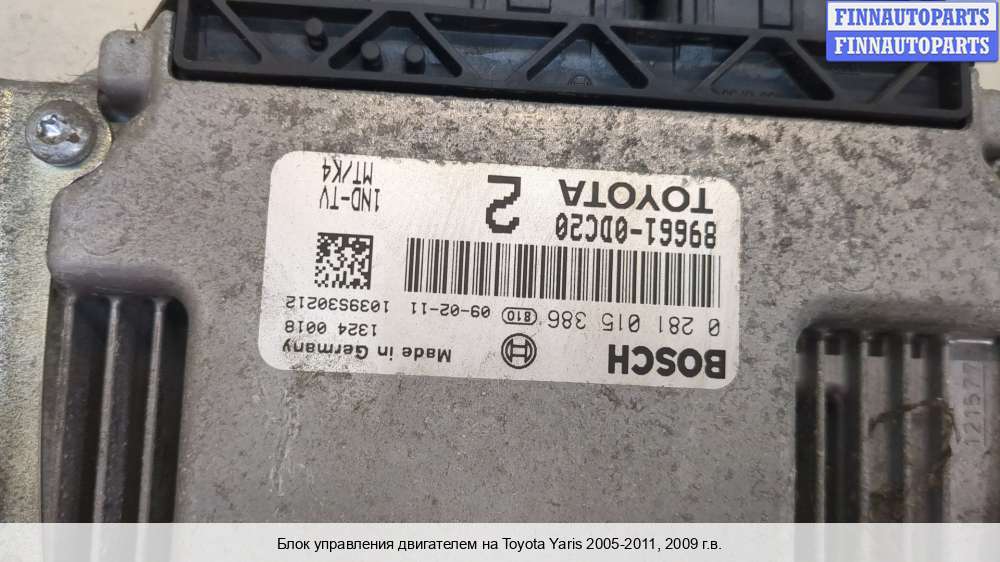 FINNAUTOPARTS
FINNAUTOPARTS
BOSCH
Made in Germany
1324 0018
0 281 015 386 810 09-02-11 1039S30212
89661-0DC20
TOYOTA
2
1ND-TV
MT/K4
Блок управления двигателем на Toyota Yaris 2005-2011, 2009 г.в.